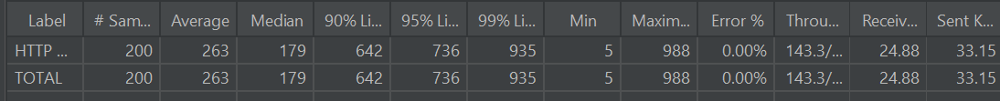 Label # Sam... Average Median 90% Li... 95% Li... 99% Li... Min Maxim... Error % Throu... Receiv... Sent K...
HTTP ... 200 263 179 642 736 935 5 988 0.00% 143.3/... 24.88 33.15
TOTAL 200 263 179 642 736 935 5 988 0.00% 143.3/... 24.88 33.15